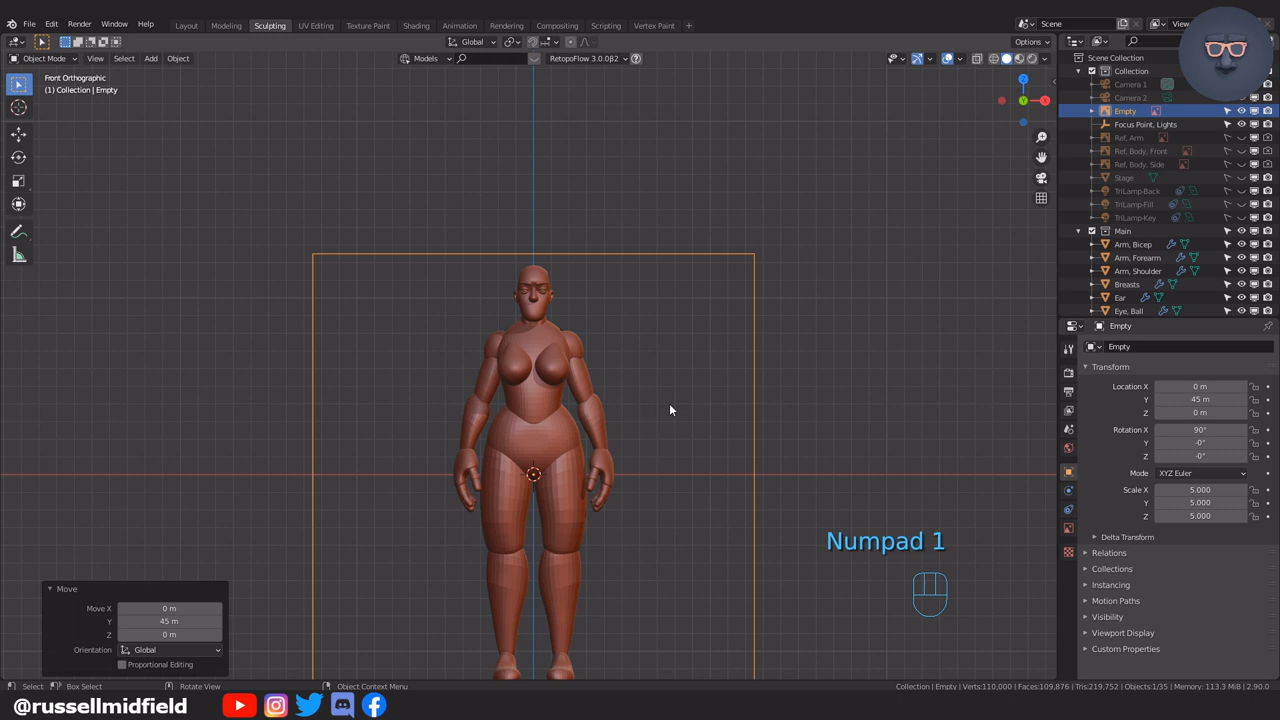 File Edit Render Window Help
Layout Modeling Sculpting UV Editing Texture Paint Shading Animation Rendering Compositing Scripting Vertex Paint +
Scene
View
Global
Options
Object Mode View Select Add Object
Models
RetopoFlow 3.0.0β2
Front Orthographic
(1) Collection | Empty
Scene Collection
Collection
Camera 1
Camera 2
Empty
Focus Point, Lights
Ref, Arm
Ref, Body, Front
Ref, Body, Side
Stage
TriLamp-Back
TriLamp-Fill
TriLamp-Key
Main
Arm, Bicep
Arm, Forearm
Arm, Shoulder
Breasts
Ear
Eye, Ball
Empty
Empty
Transform
Location X 0 m
Y 45 m
Z 0 m
Rotation X 90°
Y -0°
Z -0°
Mode XYZ Euler
Scale X 5.000
Y 5.000
Z 5.000
Delta Transform
Relations
Collections
Instancing
Motion Paths
Visibility
Viewport Display
Custom Properties
Numpad 1
Move
Move X 0 m
Y 45 m
Z 0 m
Orientation Global
Proportional Editing
Select Box Select Rotate View Object Context Menu
Collection | Empty | Verts:110,000 | Faces:109,876 | Tris:219,752 | Objects:1/35 | Memory: 113.3 MiB | 2.90.0
@russellmidfield